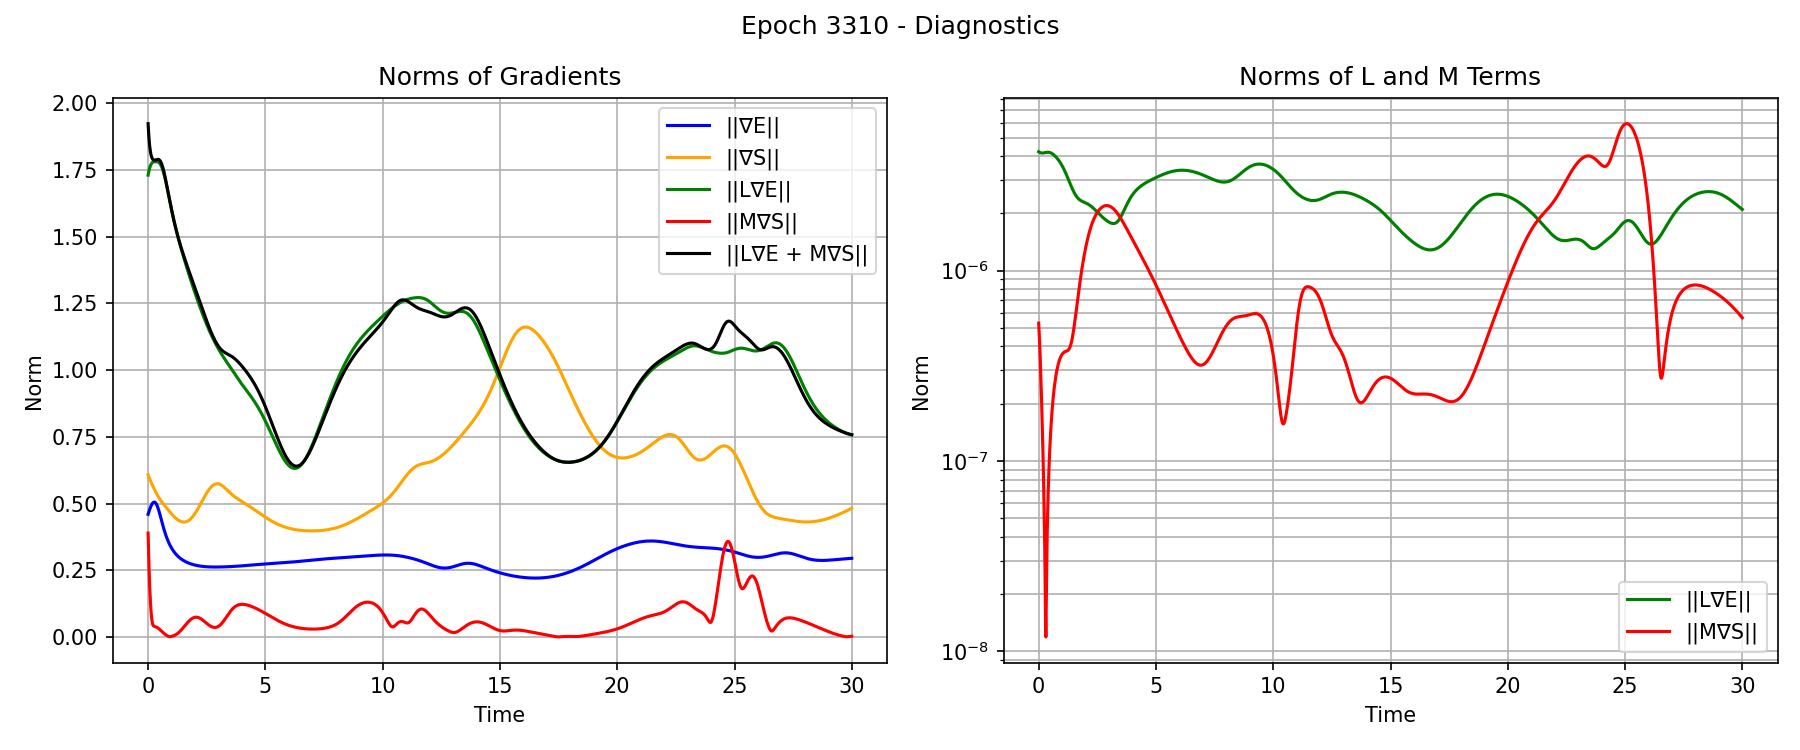 Epoch 3310 - Diagnostics
Norms of Gradients
Norm
2.00
1.75
1.50
1.25
1.00
0.75
0.50
0.25
0.00
0 5 10 15 20 25 30
Time
||∇E||
||∇S||
||L∇E||
||M∇S||
||L∇E + M∇S||
Norms of L and M Terms
Norm
10⁻⁶
10⁻⁷
10⁻⁸
0 5 10 15 20 25 30
Time
||L∇E||
||M∇S||